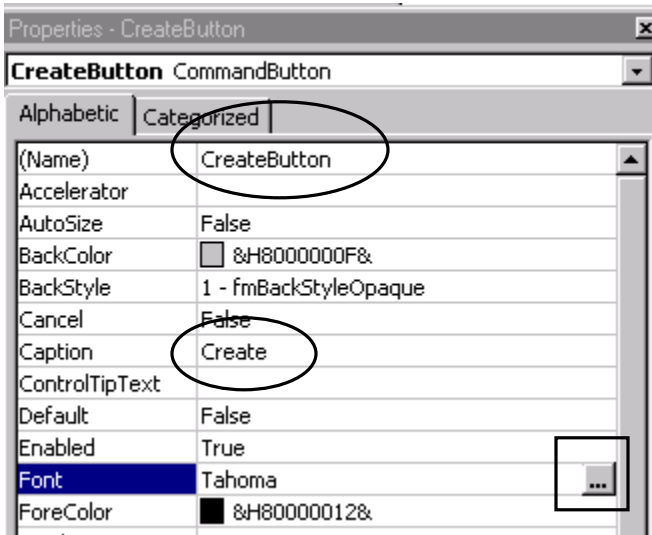 Properties - CreateButton
CreateButton CommandButton
Alphabetic Categorized
(Name) CreateButton
Accelerator
AutoSize False
BackColor &H8000000F&
BackStyle 1 - fmBackStyleOpaque
Cancel False
Caption Create
ControlTipText
Default False
Enabled True
Font Tahoma ...
ForeColor &H80000012&